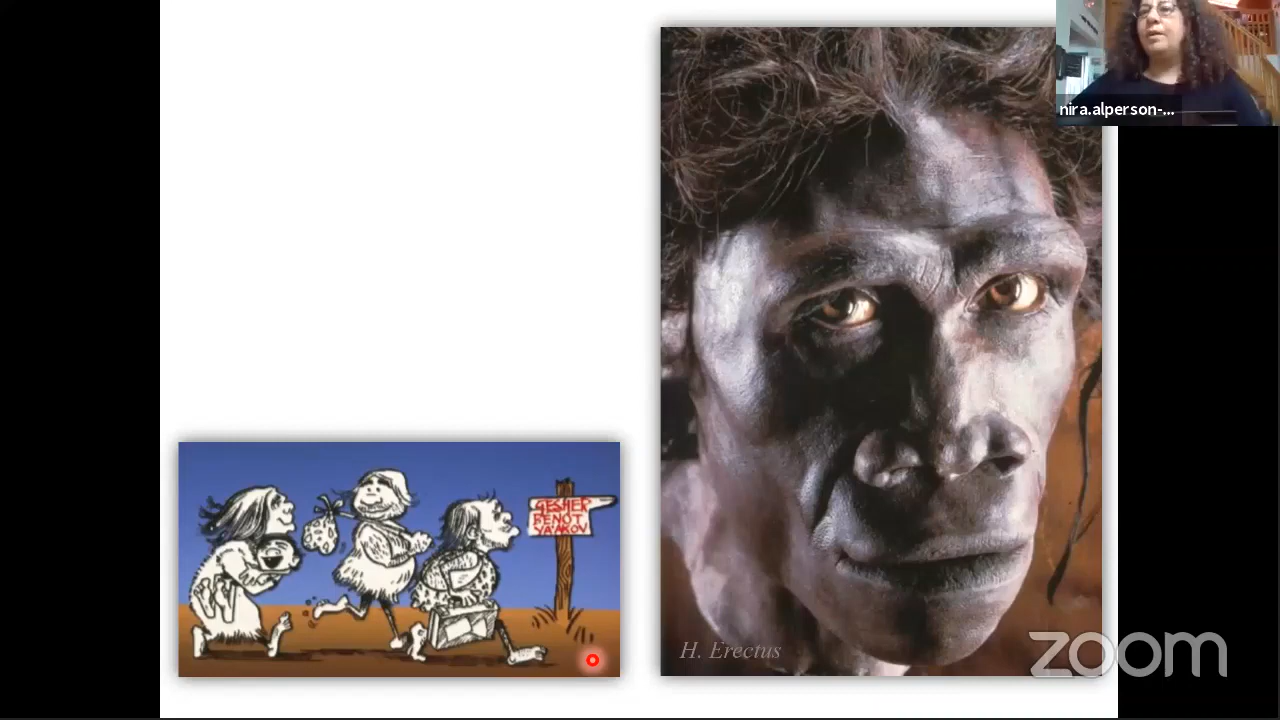 nira.alperson-...
GESHER
BENOT
YA'AKOV
H. Erectus
zoom